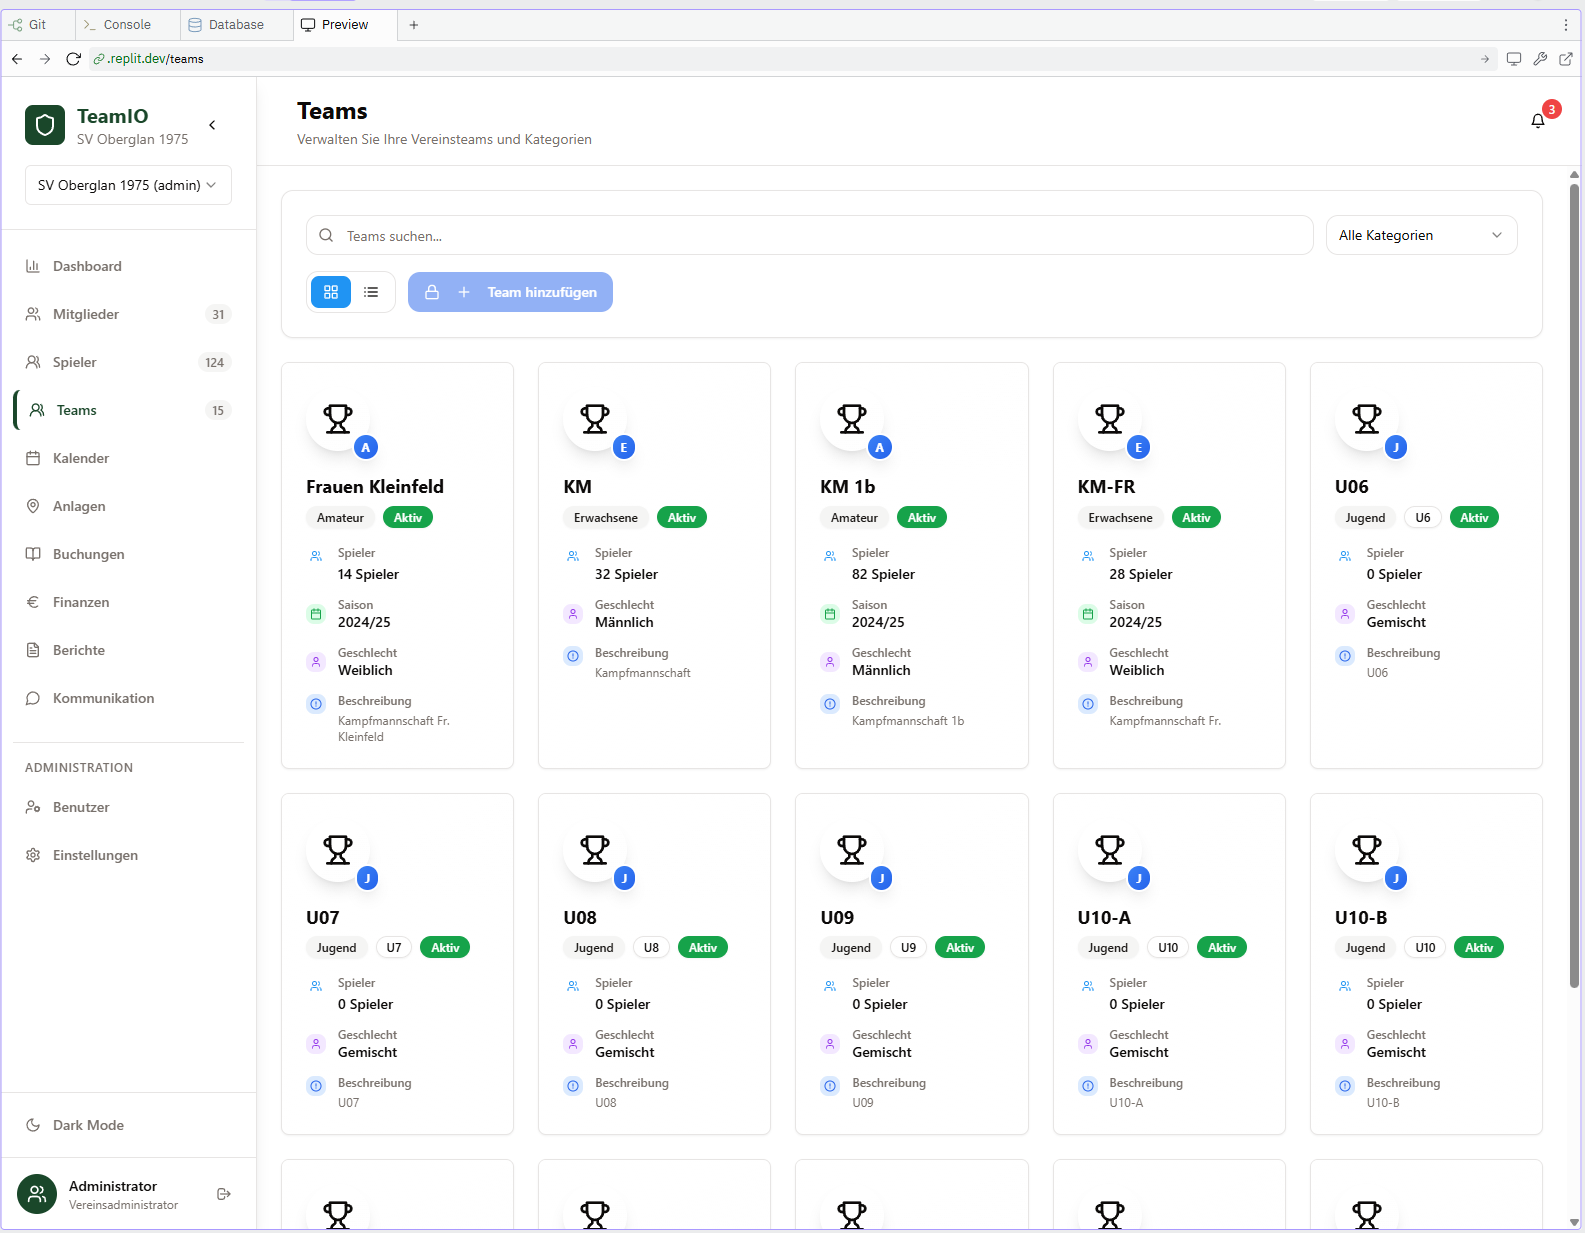 Git
Console
Database
Preview
.replit.dev/teams
TeamIO
SV Oberglan 1975
SV Oberglan 1975 (admin)
Dashboard
Mitglieder 31
Spieler 124
Teams 15
Kalender
Anlagen
Buchungen
Finanzen
Berichte
Kommunikation
ADMINISTRATION
Benutzer
Einstellungen
Dark Mode
Administrator
Vereinsadministrator
Teams
Verwalten Sie Ihre Vereinsteams und Kategorien
3
Teams suchen...
Alle Kategorien
Team hinzufügen
A
Frauen Kleinfeld
Amateur Aktiv
Spieler
14 Spieler
Saison
2024/25
Geschlecht
Weiblich
Beschreibung
Kampfmannschaft Fr.
Kleinfeld
E
KM
Erwachsene Aktiv
Spieler
32 Spieler
Geschlecht
Männlich
Beschreibung
Kampfmannschaft
A
KM 1b
Amateur Aktiv
Spieler
82 Spieler
Saison
2024/25
Geschlecht
Männlich
Beschreibung
Kampfmannschaft 1b
E
KM-FR
Erwachsene Aktiv
Spieler
28 Spieler
Saison
2024/25
Geschlecht
Weiblich
Beschreibung
Kampfmannschaft Fr.
J
U06
Jugend U6 Aktiv
Spieler
0 Spieler
Geschlecht
Gemischt
Beschreibung
U06
J
U07
Jugend U7 Aktiv
Spieler
0 Spieler
Geschlecht
Gemischt
Beschreibung
U07
J
U08
Jugend U8 Aktiv
Spieler
0 Spieler
Geschlecht
Gemischt
Beschreibung
U08
J
U09
Jugend U9 Aktiv
Spieler
0 Spieler
Geschlecht
Gemischt
Beschreibung
U09
J
U10-A
Jugend U10 Aktiv
Spieler
0 Spieler
Geschlecht
Gemischt
Beschreibung
U10-A
J
U10-B
Jugend U10 Aktiv
Spieler
0 Spieler
Geschlecht
Gemischt
Beschreibung
U10-B